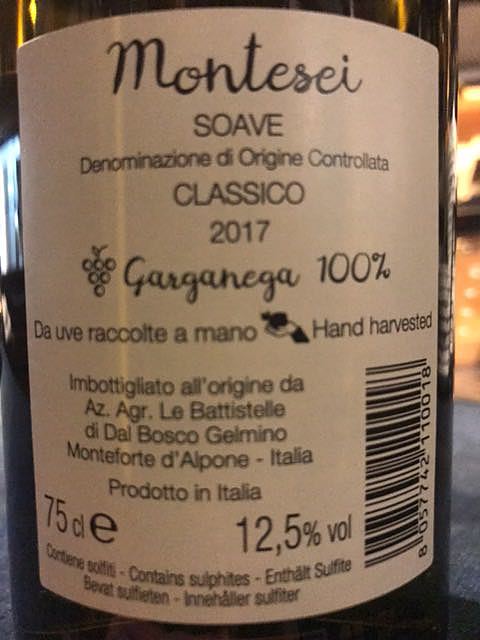 Montesei
SOAVE
Denominazione di Origine Controllata
CLASSICO
2017
Garganega 100%
Da uve raccolte a mano Hand harvested
Imbottigliato all'origine da
Az. Agr. Le Battistelle
di Dal Bosco Gelmino
Monteforte d'Alpone - Italia
Prodotto in Italia
75 cl e 12,5% vol
Contiene solfiti - Contains sulphites - Enthält Sulfite
Bevat sulfieten - Innehåller sulfiter
8 057742 110018